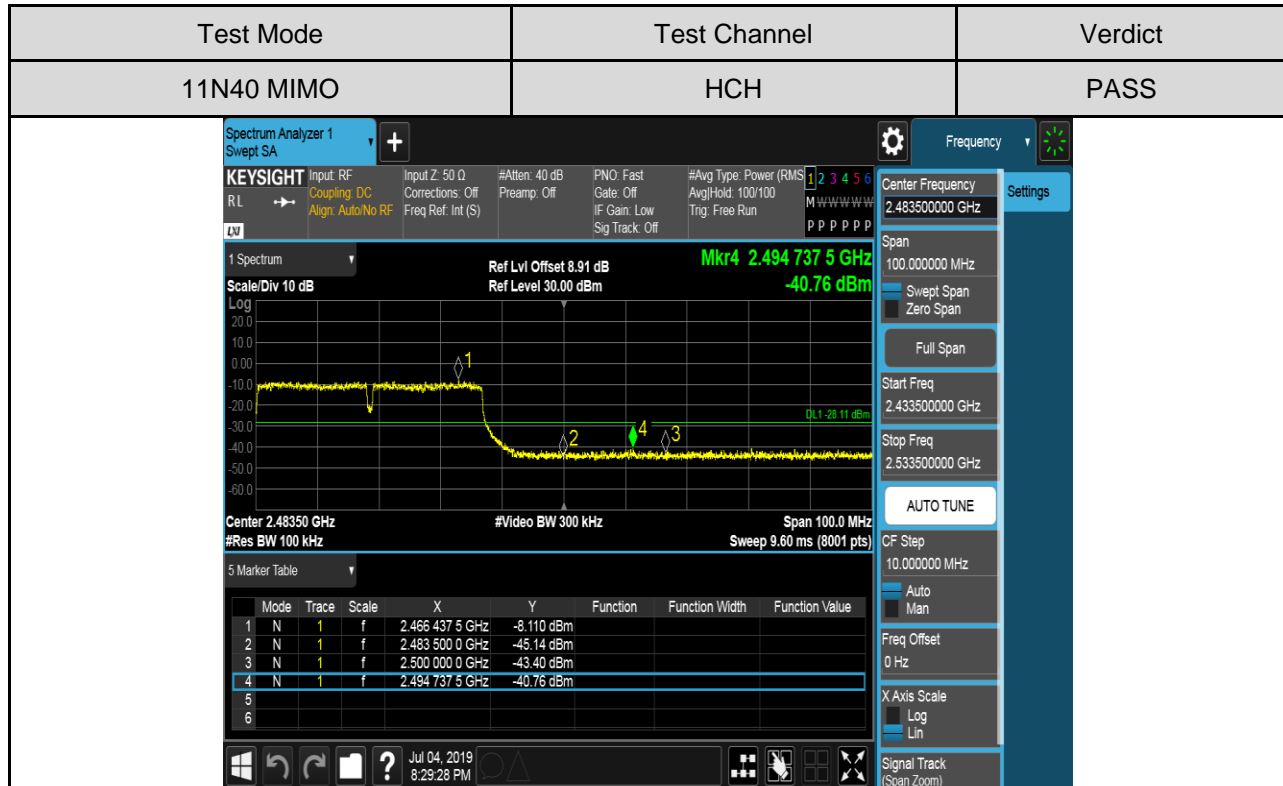 Test Mode Test Channel Verdict
11N40 MIMO HCH PASS
Spectrum Analyzer 1
Swept SA
+
Frequency
KEYSIGHT
RL
LXI
Input: RF
Coupling: DC
Align: Auto/No RF
Input Z: 50 Ω
Corrections: Off
Freq Ref: Int (S)
#Atten: 40 dB
Preamp: Off
PNO: Fast
Gate: Off
IF Gain: Low
Sig Track: Off
#Avg Type: Power (RMS
Avg|Hold: 100/100
Trig: Free Run
1 2 3 4 5 6
M W W W W W
P P P P P P
1 Spectrum
Scale/Div 10 dB
Ref Lvl Offset 8.91 dB
Ref Level 30.00 dBm
Mkr4 2.494 737 5 GHz
-40.76 dBm
Log
20.0
10.0
0.00
-10.0
-20.0
-30.0
-40.0
-50.0
-60.0
1
2
4
3
DL1 -28.11 dBm
Center 2.48350 GHz #Video BW 300 kHz Span 100.0 MHz
#Res BW 100 kHz Sweep 9.60 ms (8001 pts)
5 Marker Table
Mode Trace Scale X Y Function Function Width Function Value
1 N 1 f 2.466 437 5 GHz -8.110 dBm
2 N 1 f 2.483 500 0 GHz -45.14 dBm
3 N 1 f 2.500 000 0 GHz -43.40 dBm
4 N 1 f 2.494 737 5 GHz -40.76 dBm
5
6
?
Jul 04, 2019
8:29:28 PM
Center Frequency
2.483500000 GHz
Settings
Span
100.000000 MHz
Swept Span
Zero Span
Full Span
Start Freq
2.433500000 GHz
Stop Freq
2.533500000 GHz
AUTO TUNE
CF Step
10.000000 MHz
Auto
Man
Freq Offset
0 Hz
X Axis Scale
Log
Lin
Signal Track
(Span Zoom)